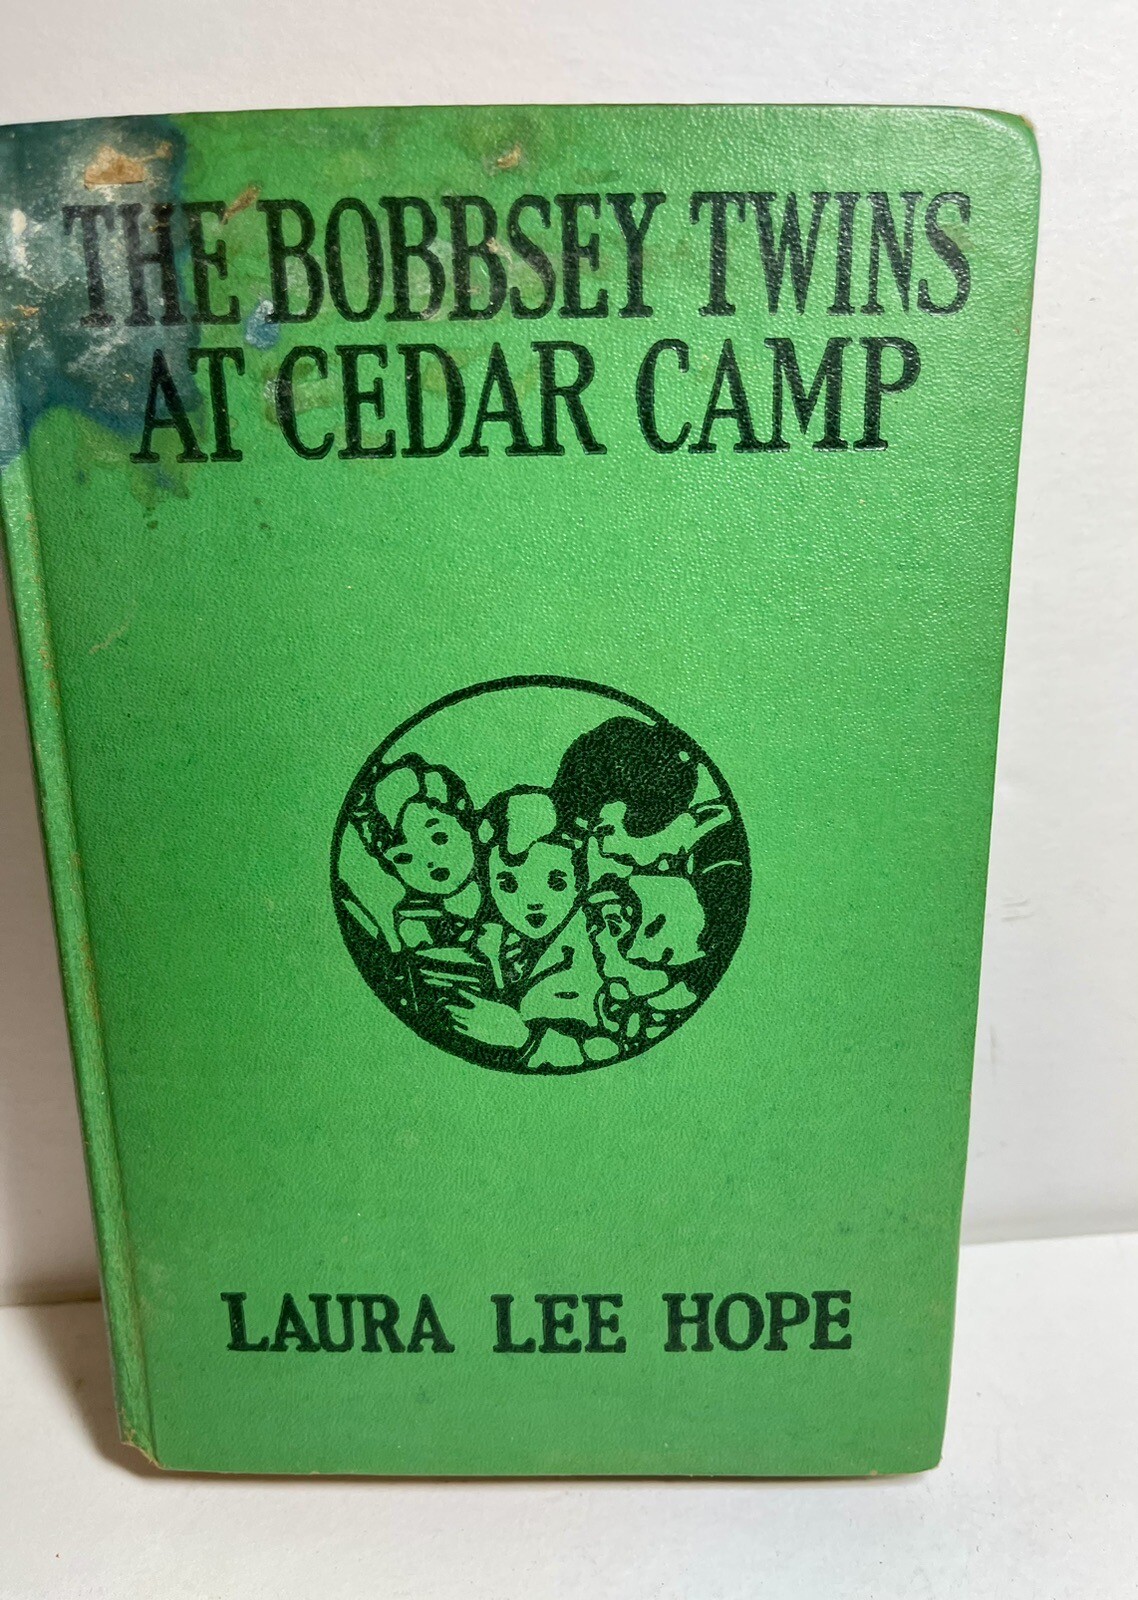 THE BOBBSEY TWINS
AT CEDAR CAMP
LAURA LEE HOPE